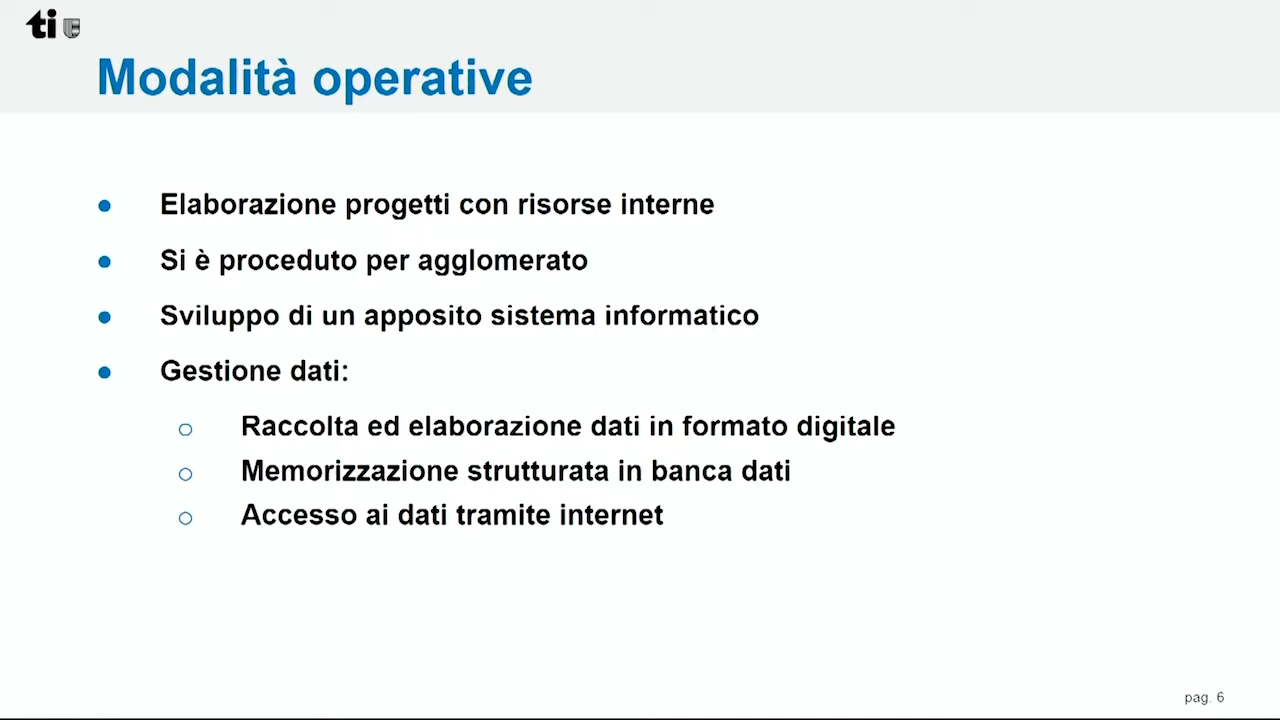 ti
Modalità operative
Elaborazione progetti con risorse interne
Si è proceduto per agglomerato
Sviluppo di un apposito sistema informatico
Gestione dati:
Raccolta ed elaborazione dati in formato digitale
Memorizzazione strutturata in banca dati
Accesso ai dati tramite internet
pag. 6